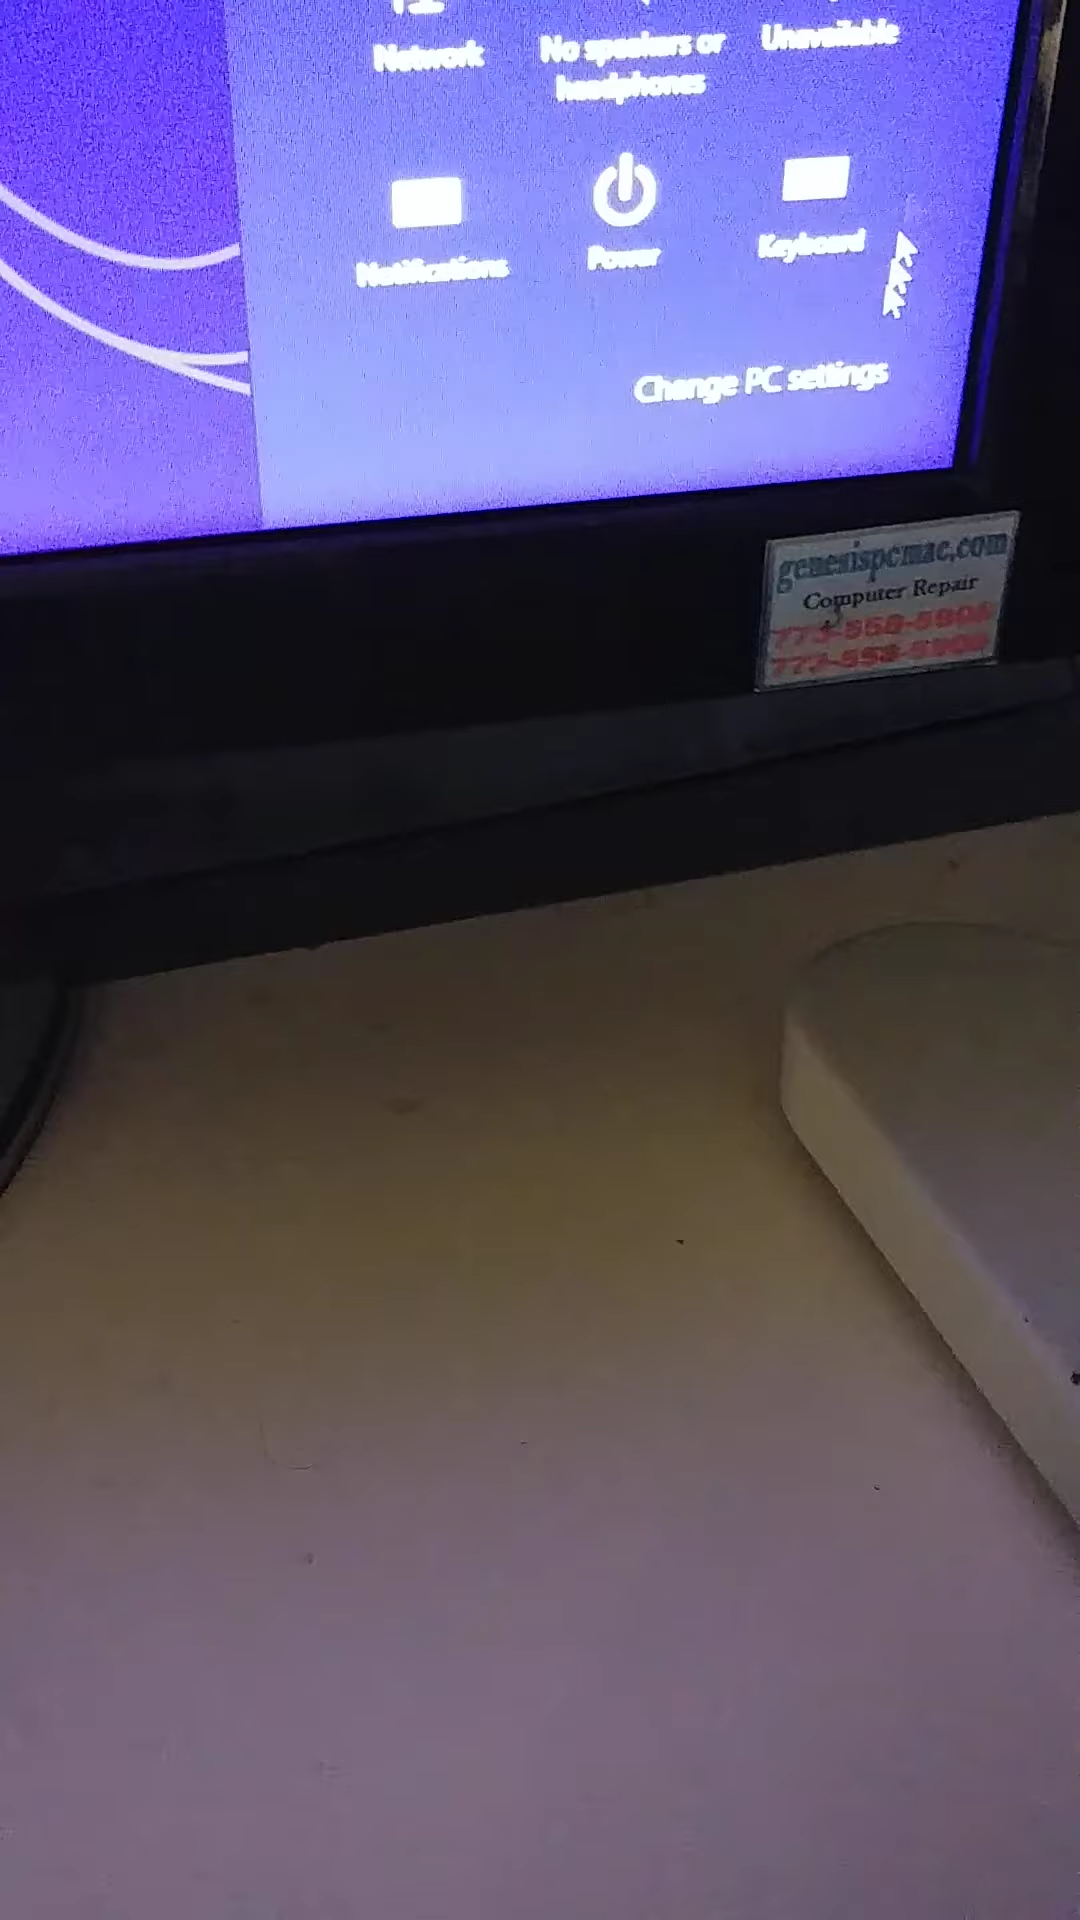 Network
No speakers or
headphones
Unavailable
Notifications
Power
Keyboard
Change PC settings
genesispcmac.com
Computer Repair